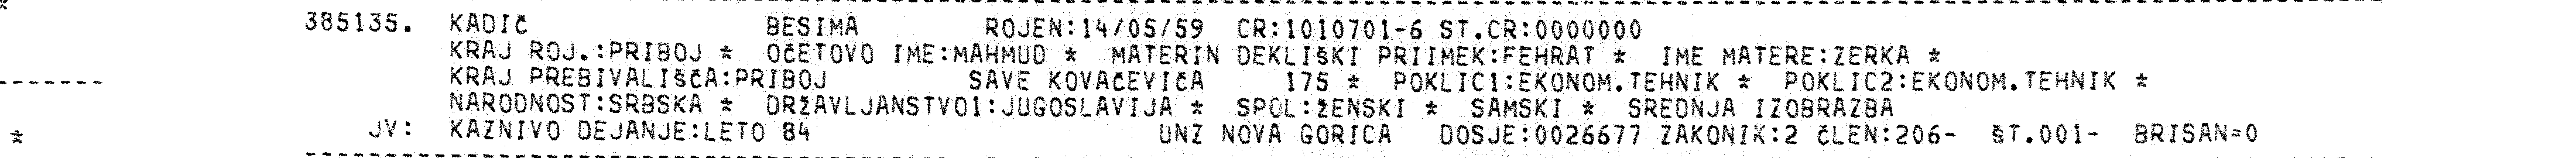 385135. KADIČ BESIMA ROJEN:14/05/59 CR:1010701-6 ST.CR:0000000
KRAJ ROJ.:PRIBOJ * OČETOVO IME:MAHMUD * MATERIN DEKLIŠKI PRIIMEK:FEHRAT * IME MATERE:ZERKA *
KRAJ PREBIVALIŠČA:PRIBOJ SAVE KOVAČEVIČA 175 * POKLIC1:EKONOM.TEHNIK * POKLIC2:EKONOM.TEHNIK *
NARODNOST:SRBSKA * DRŽAVLJANSTVO1:JUGOSLAVIJA * SPOL:ŽENSKI * SAMSKI * SREDNJA IZOBRAZBA
* JV: KAZNIVO DEJANJE:LETO 84 UNZ NOVA GORICA DOSJE:0026677 ZAKONIK:2 ČLEN:206- ŠT.001- BRISAN=0